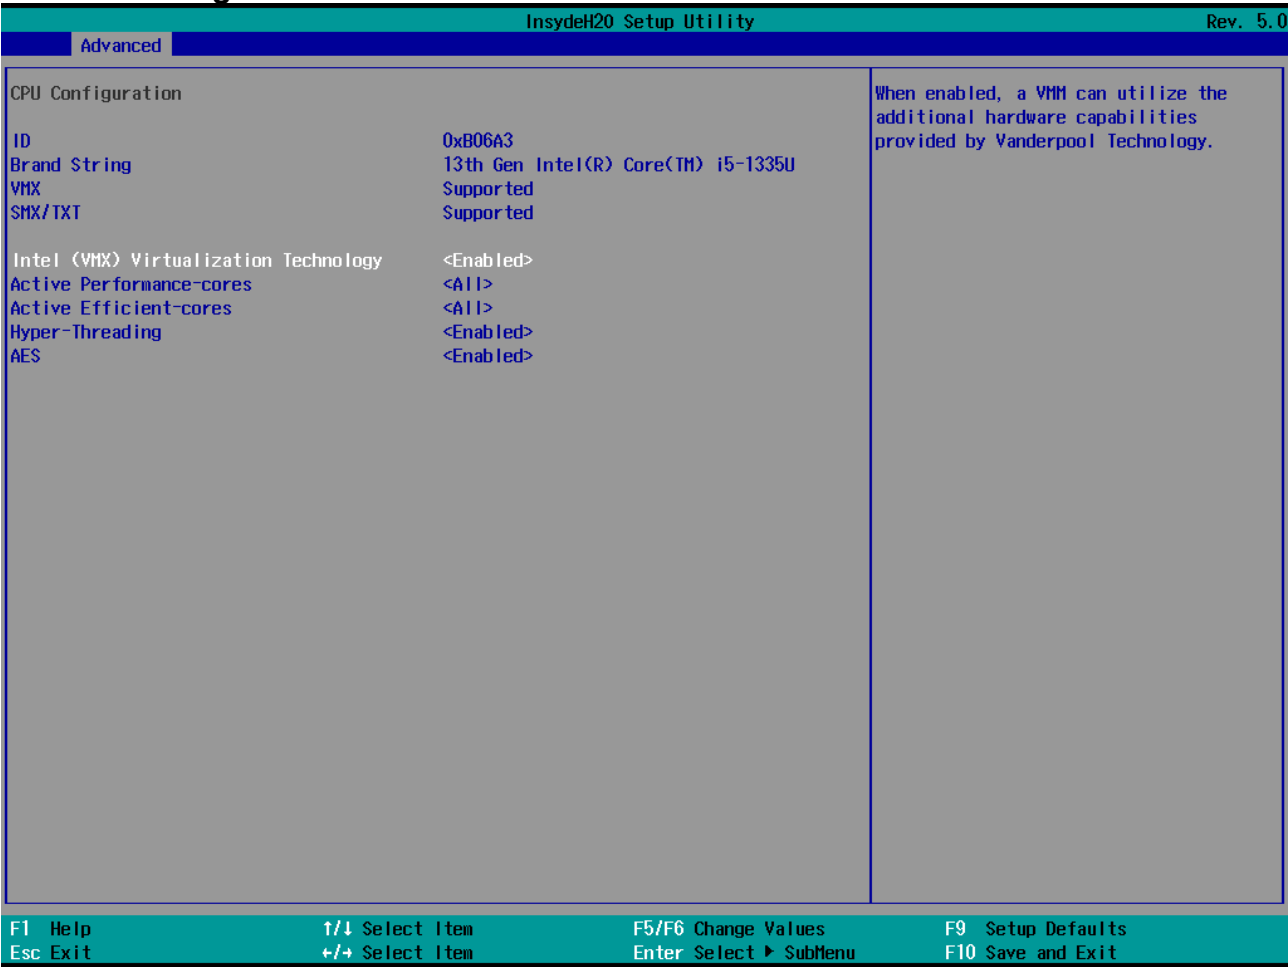 InsydeH20 Setup Utility Rev. 5.0
Advanced
CPU Configuration
ID 0xB06A3
Brand String 13th Gen Intel(R) Core(TM) i5-1335U
VMX Supported
SMX/TXT Supported
Intel (VMX) Virtualization Technology <Enabled>
Active Performance-cores <All>
Active Efficient-cores <All>
Hyper-Threading <Enabled>
AES <Enabled>
When enabled, a VMM can utilize the
additional hardware capabilities
provided by Vanderpool Technology.
F1 Help ↑/↓ Select Item F5/F6 Change Values F9 Setup Defaults
Esc Exit ←/→ Select Item Enter Select ▶ SubMenu F10 Save and Exit